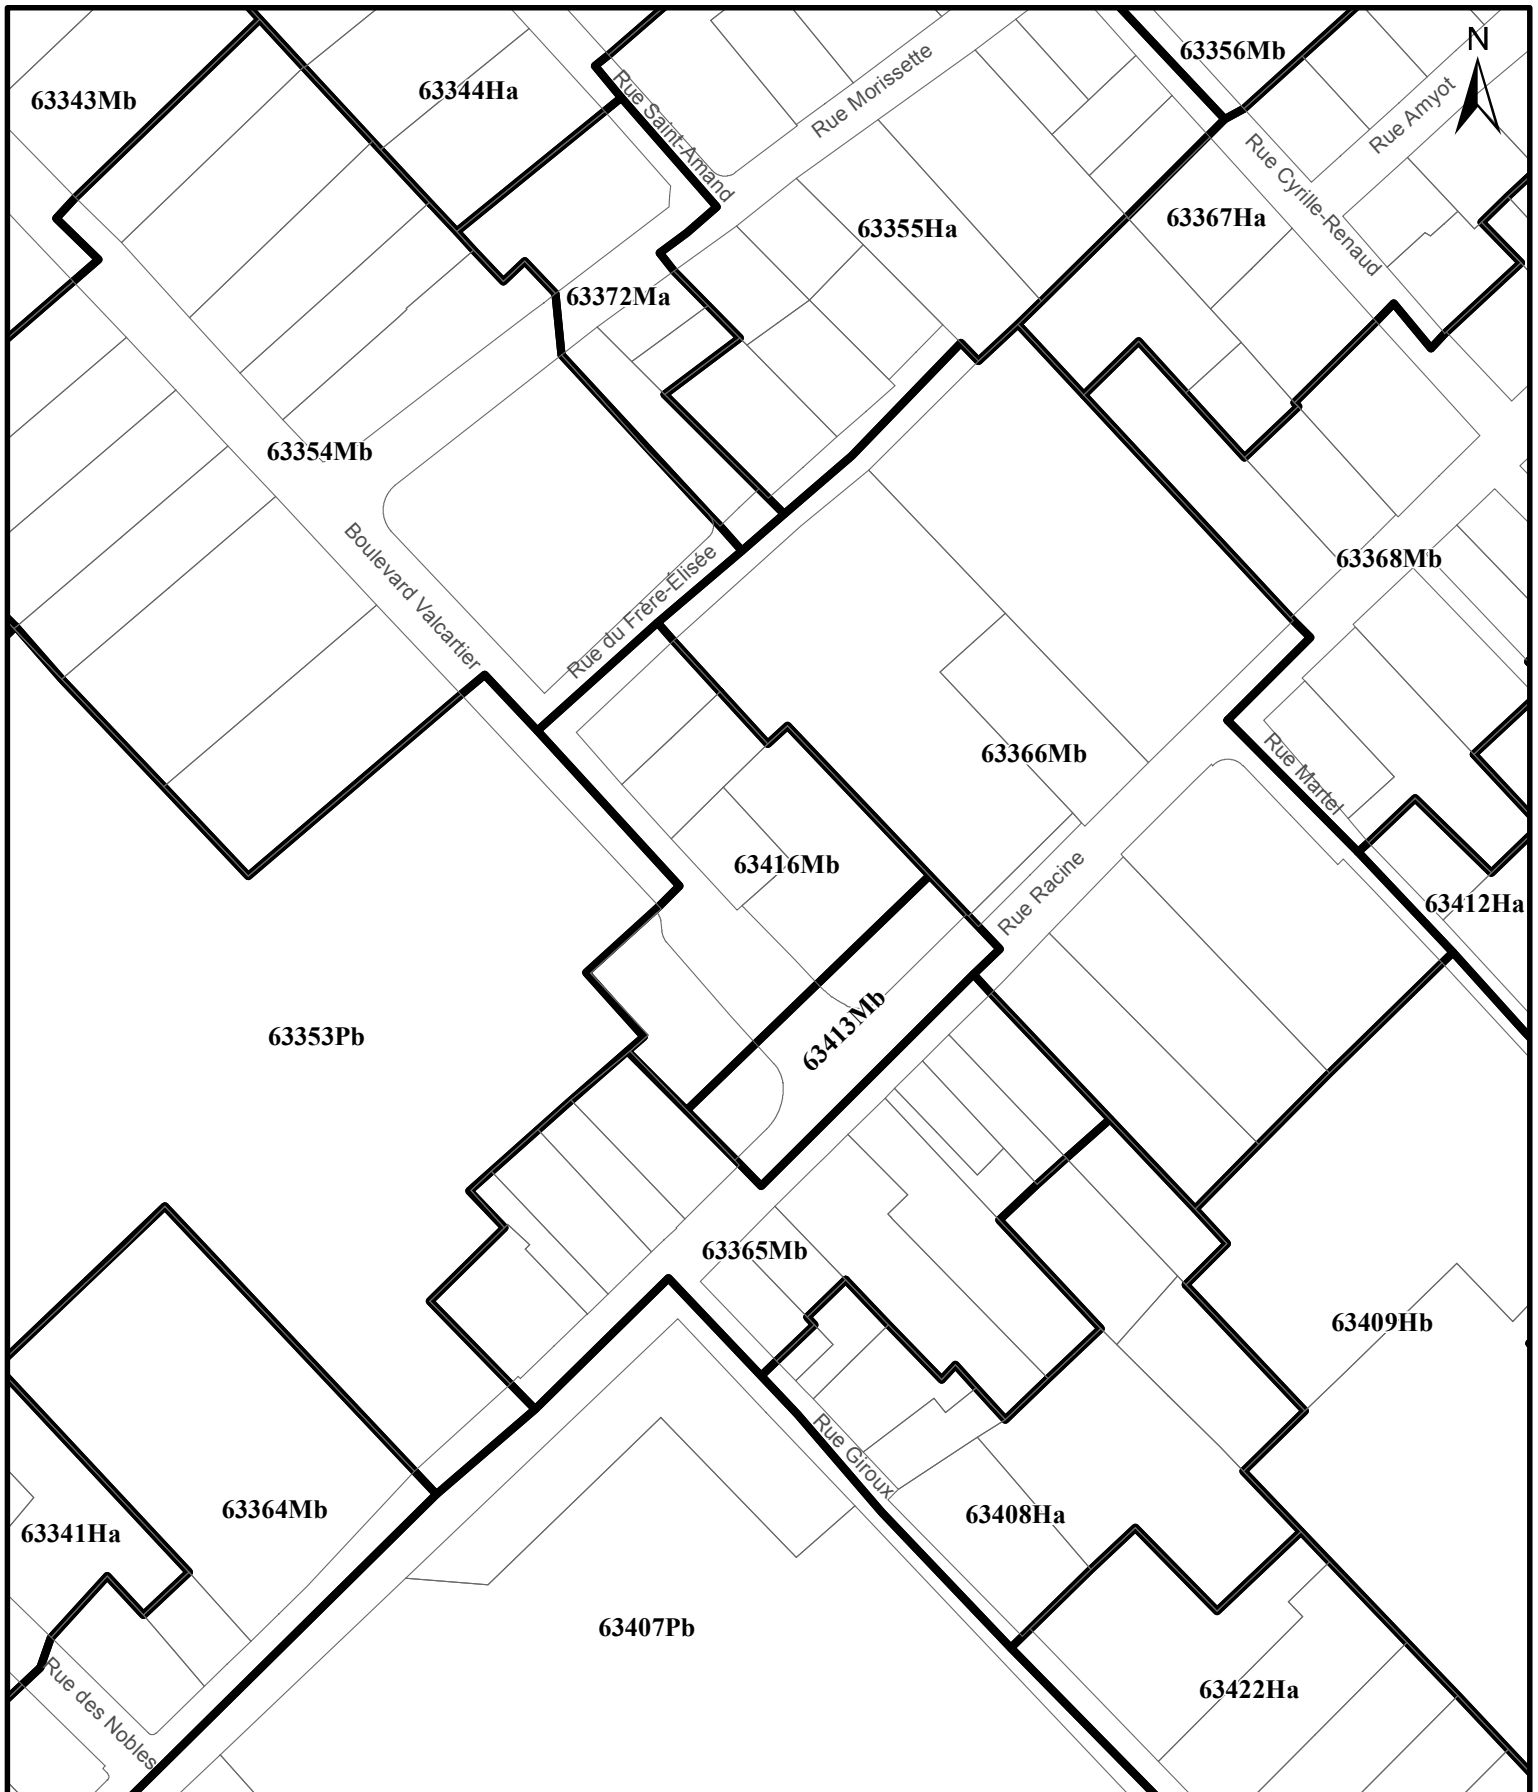 N
63356Mb
63343Mb
63344Ha
Rue Saint-Amand
Rue Morissette
Rue Amyot
Rue Cyrille-Renaud
63355Ha
63367Ha
63372Ma
63354Mb
Boulevard Valcartier
Rue du Frère-Élisée
63368Mb
63366Mb
Rue Martel
63416Mb
Rue Racine
63412Ha
63413Mb
63353Pb
63365Mb
63409Hb
Rue Giroux
63364Mb
63341Ha
63408Ha
63407Pb
Rue des Nobles
63422Ha